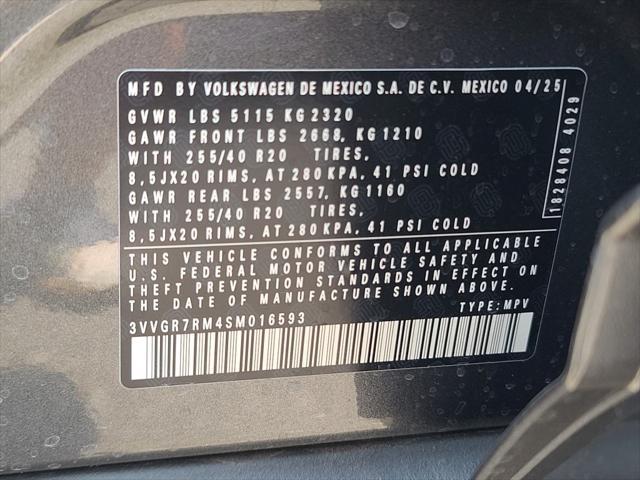 MFD BY VOLKSWAGEN DE MEXICO S.A. DE C.V. MEXICO 04/25
GVWR LBS 5115 KG 2320
GAWR FRONT LBS 2668, KG 1210
WITH 255/40 R20 TIRES,
8,5JX20 RIMS, AT 280 KPA, 41 PSI COLD
GAWR REAR LBS 2557, KG 1160
WITH 255/40 R20 TIRES,
8,5JX20 RIMS, AT 280 KPA, 41 PSI COLD
1828408 4029
THIS VEHICLE CONFORMS TO ALL APPLICABLE
U.S. FEDERAL MOTOR VEHICLE SAFETY AND
THEFT PREVENTION STANDARDS IN EFFECT ON
THE DATE OF MANUFACTURE SHOWN ABOVE.
3VVGR7RM4SM016593 TYPE: MPV